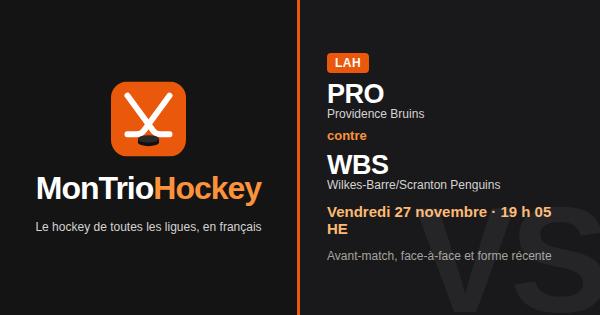 MonTrioHockey
Le hockey de toutes les ligues, en français
LAH
PRO
Providence Bruins
contre
WBS
Wilkes-Barre/Scranton Penguins
Vendredi 27 novembre · 19 h 05
HE
Avant-match, face-à-face et forme récente
VS